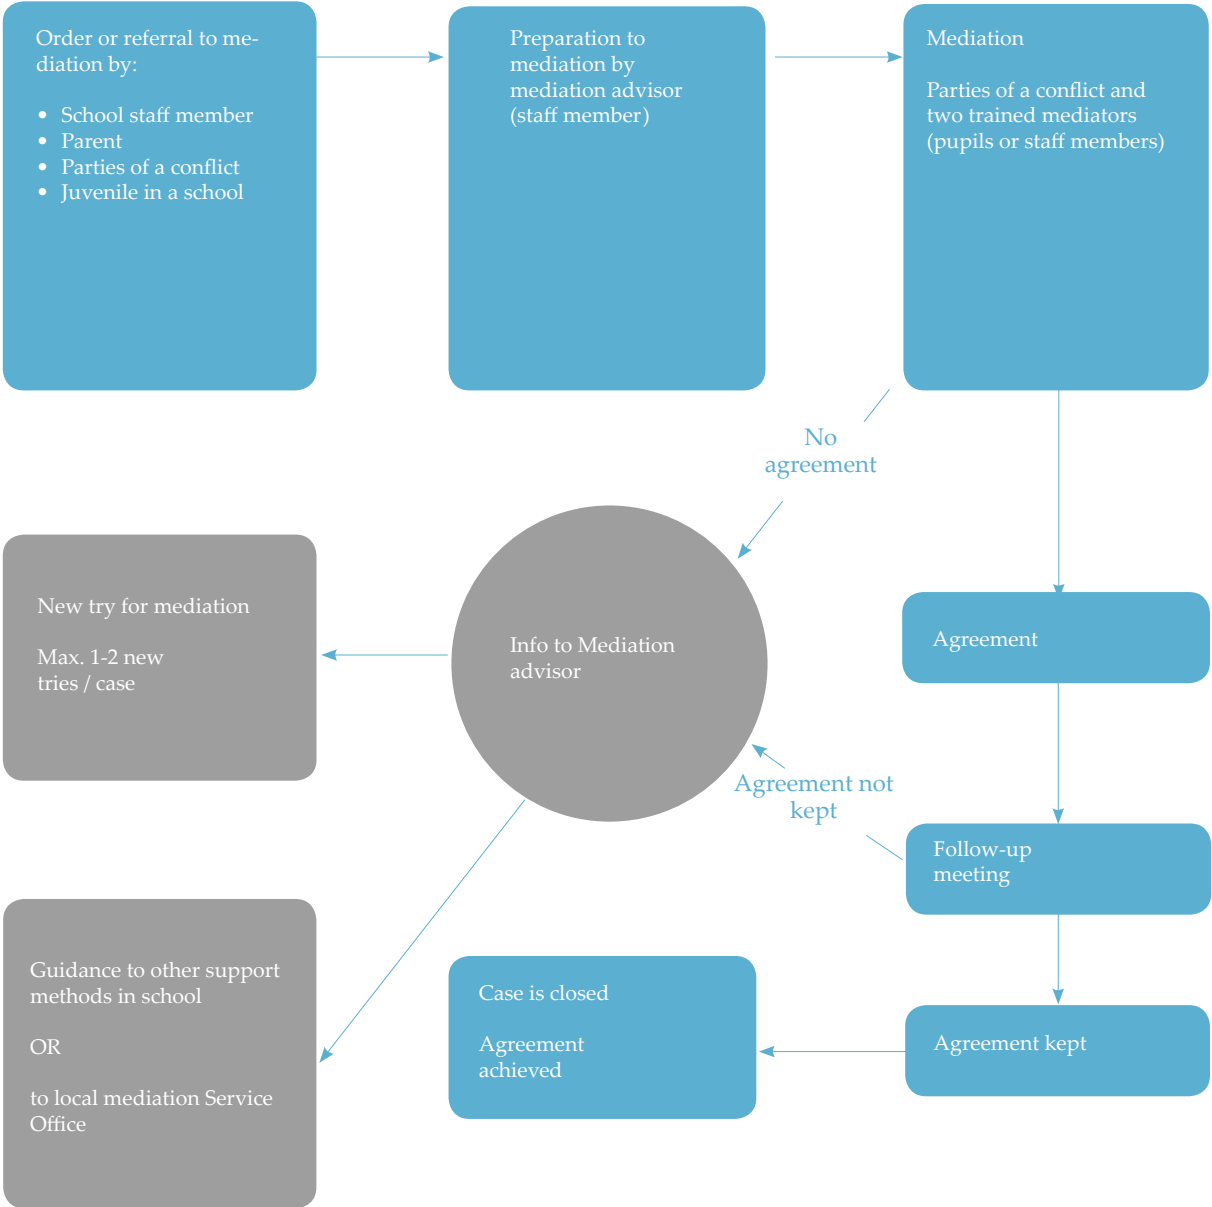 Order or referral to me-
diation by:
• School staff member
• Parent
• Parties of a conflict
• Juvenile in a school
Preparation to
mediation by
mediation advisor
(staff member)
Mediation
Parties of a conflict and
two trained mediators
(pupils or staff members)
No
agreement
New try for mediation
Max. 1-2 new
tries / case
Info to Mediation
advisor
Agreement
Agreement not
kept
Follow-up
meeting
Guidance to other support
methods in school
OR
to local mediation Service
Office
Case is closed
Agreement
achieved
Agreement kept